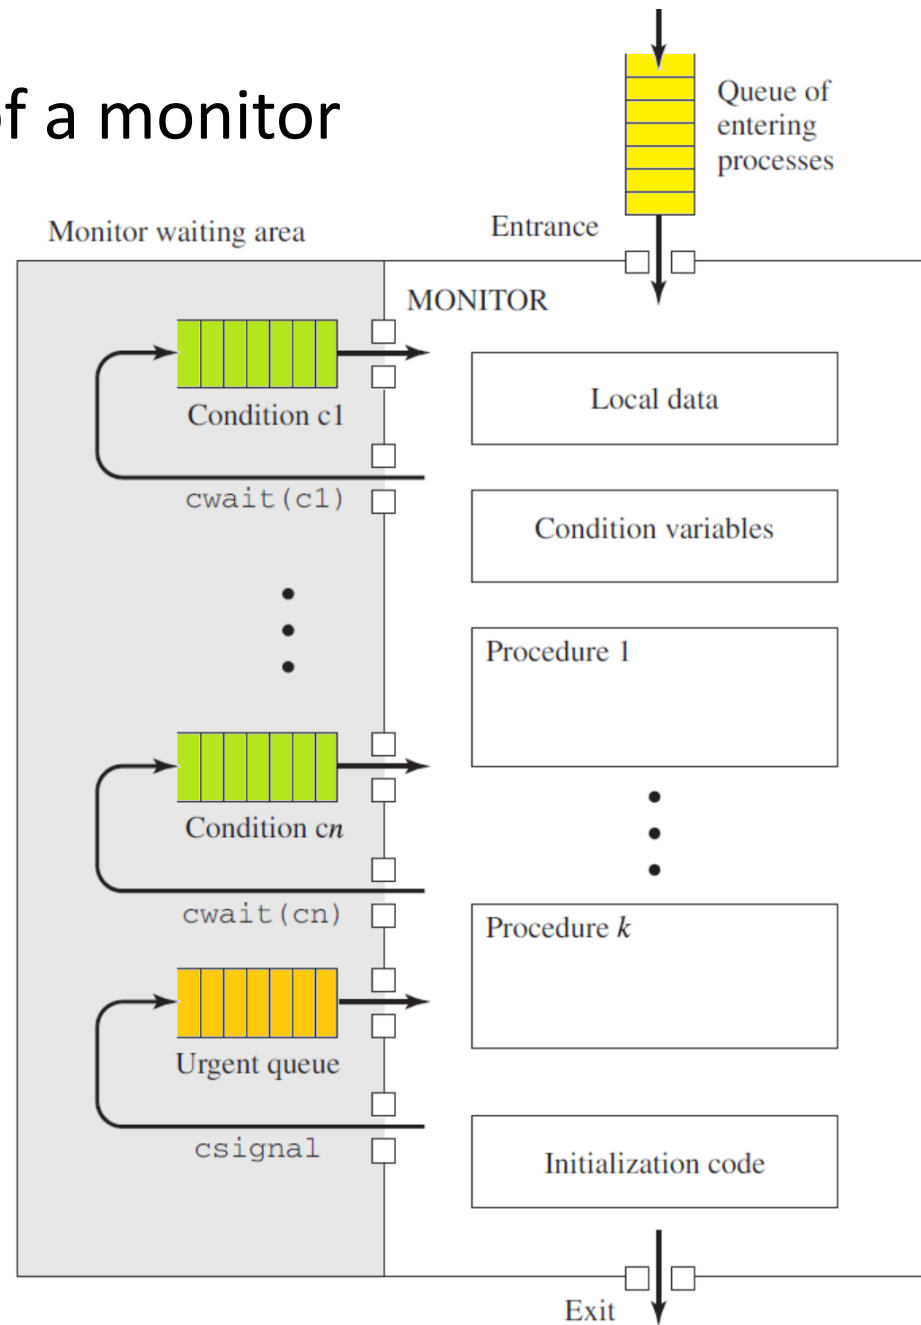 of a monitor
Queue of
entering
processes
Monitor waiting area
Entrance
MONITOR
Condition c1
cwait(c1)
Local data
Condition variables
Procedure 1
Condition cn
cwait(cn)
Procedure k
Urgent queue
csignal
Initialization code
Exit